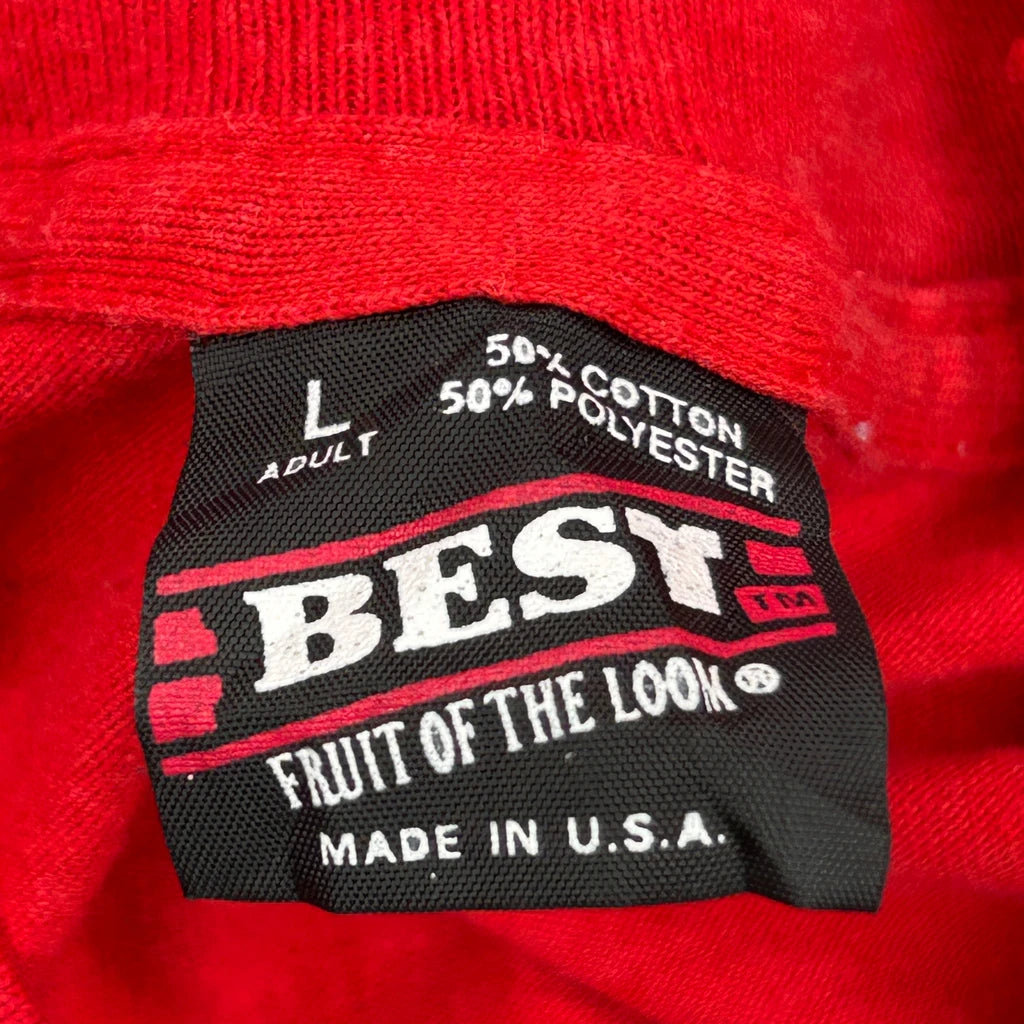 L
ADULT
50% COTTON
50% POLYESTER
BEST
TM
FRUIT OF THE LOOM®
MADE IN U.S.A.